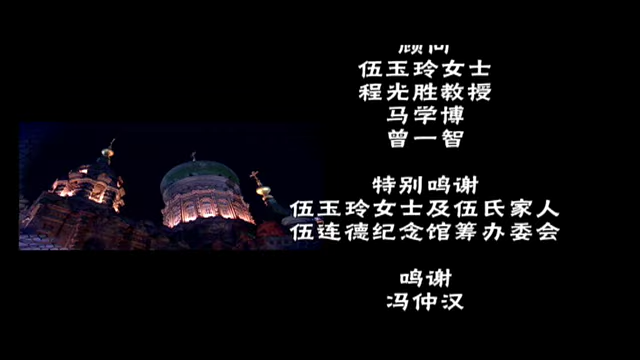 顾问
伍玉玲女士
程光胜教授
马学博
曾一智
特别鸣谢
伍玉玲女士及伍氏家人
伍连德纪念馆筹办委会
鸣谢
冯仲汉